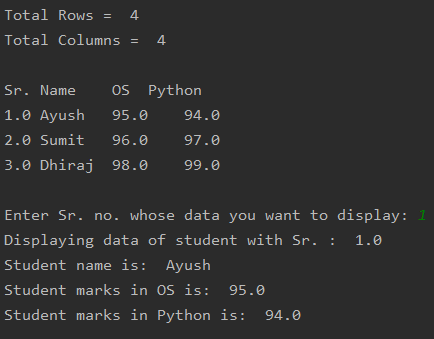 Total Rows =  4
Total Columns =  4
Sr. Name    OS  Python
1.0 Ayush   95.0    94.0
2.0 Sumit   96.0    97.0
3.0 Dhiraj  98.0    99.0
Enter Sr. no. whose data you want to display: 1
Displaying data of student with Sr. :  1.0
Student name is:  Ayush
Student marks in OS is:  95.0
Student marks in Python is:  94.0